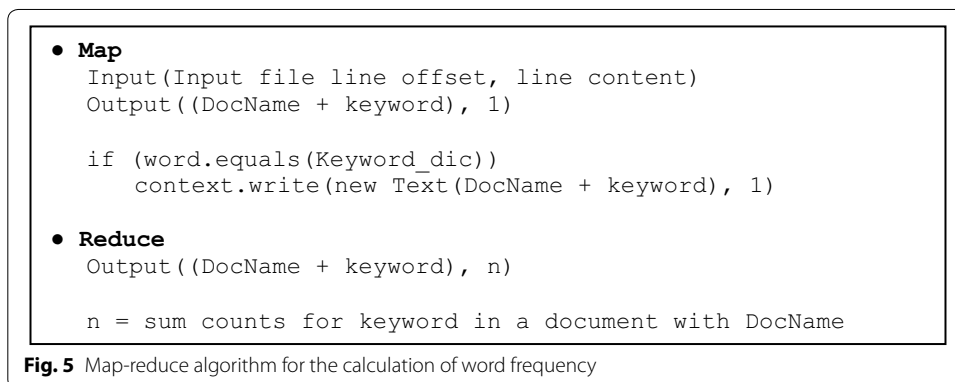 ● Map
Input(Input file line offset, line content)
Output((DocName + keyword), 1)
if (word.equals(Keyword_dic))
context.write(new Text(DocName + keyword), 1)
● Reduce
Output((DocName + keyword), n)
n = sum counts for keyword in a document with DocName
Fig. 5 Map-reduce algorithm for the calculation of word frequency